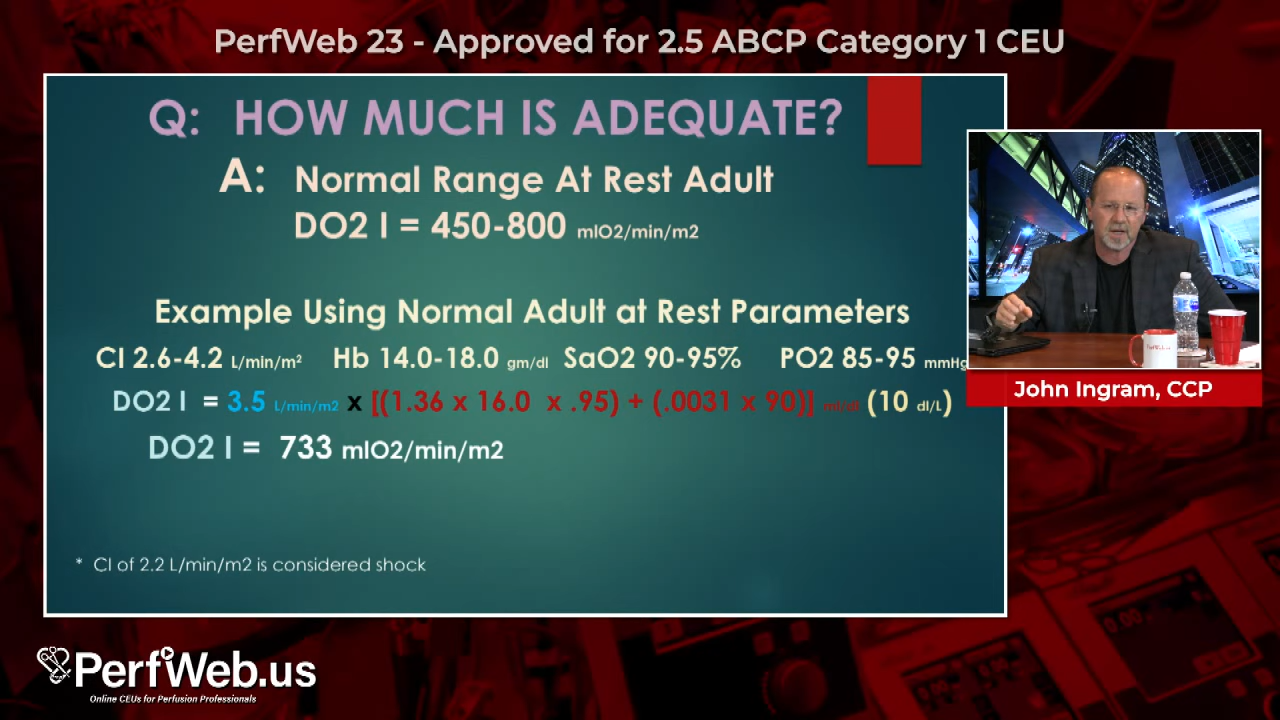 PerfWeb 23 - Approved for 2.5 ABCP Category 1 CEU
Q: HOW MUCH IS ADEQUATE?
A: Normal Range At Rest Adult
DO2 I = 450-800 mlO2/min/m2
Example Using Normal Adult at Rest Parameters
CI 2.6-4.2 L/min/m² Hb 14.0-18.0 gm/dl SaO2 90-95% PO2 85-95 mmHg
DO2 I = 3.5 L/min/m2 x [(1.36 x 16.0 x .95) + (.0031 x 90)] ml/dl (10 dl/L)
DO2 I = 733 mlO2/min/m2
* CI of 2.2 L/min/m2 is considered shock
John Ingram, CCP
PerfWeb.us
Online CEUs for Perfusion Professionals